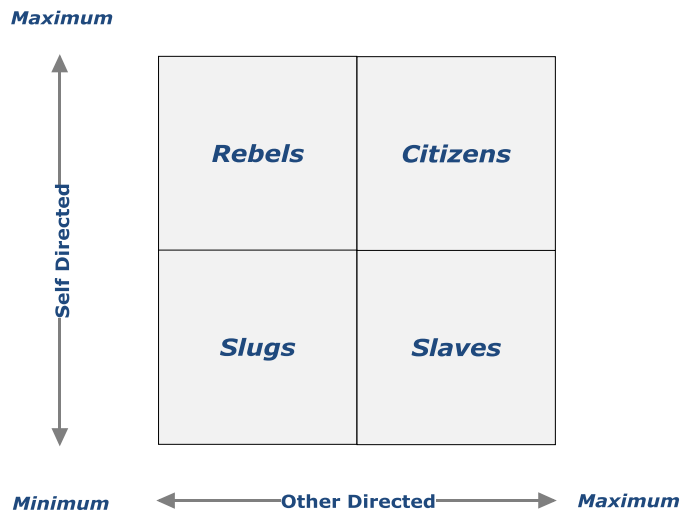 Maximum
Rebels
Citizens
Self Directed
Slugs
Slaves
Minimum
Other Directed
Maximum